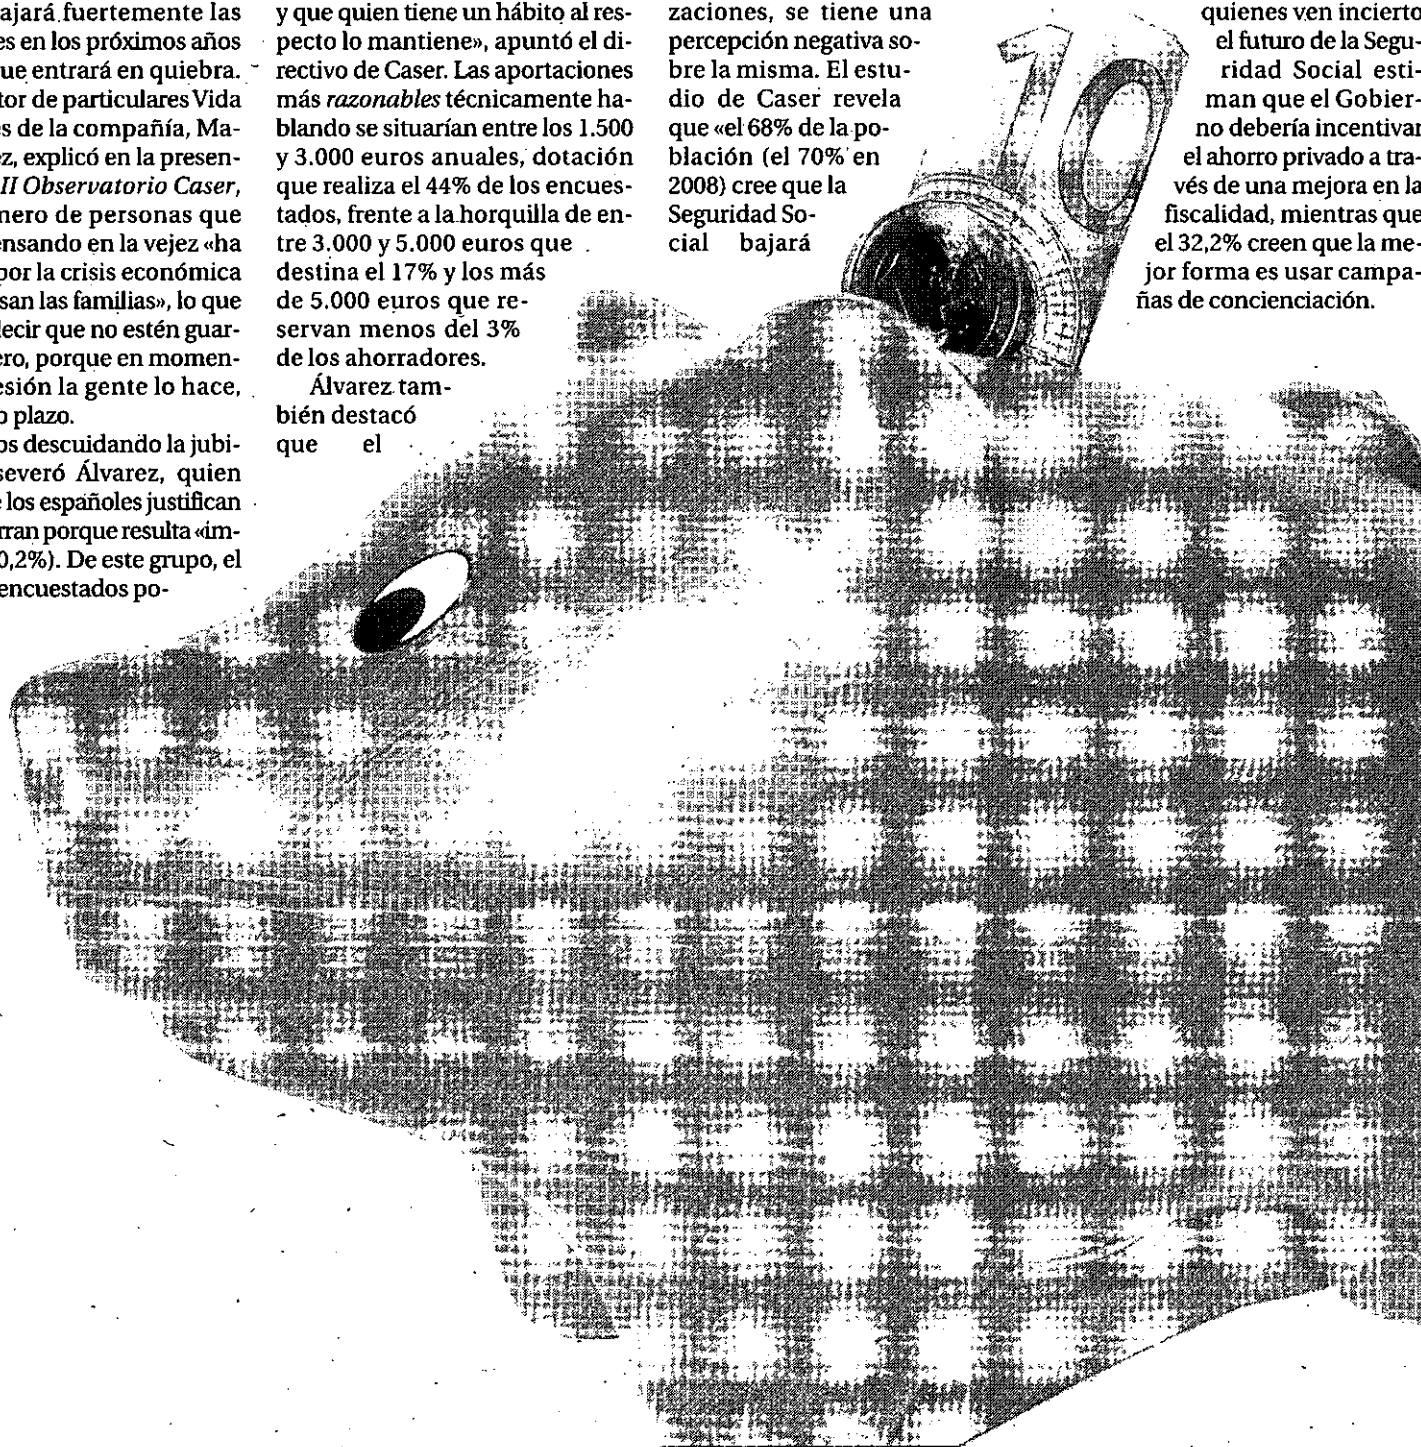 ajará fuertemente las
es en los próximos años
ue entrará en quiebra.
tor de particulares Vida
es de la compañía, Ma-
ez, explicó en la presen-
II Observatorio Caser,
mero de personas que
ensando en la vejez «ha
por la crisis económica
san las familias», lo que
decir que no estén guar-
ero, porque en momen-
esión la gente lo hace,
o plazo.
os descuidando la jubi-
severó Álvarez, quien
e los españoles justifican
rran porque resulta «im-
0,2%). De este grupo, el
encuestados po-
y que quien tiene un hábito al res-
pecto lo mantiene», apuntó el di-
rectivo de Caser. Las aportaciones
más razonables técnicamente ha-
blando se situarían entre los 1.500
y 3.000 euros anuales, dotación
que realiza el 44% de los encues-
tados, frente a la horquilla de en-
tre 3.000 y 5.000 euros que
destina el 17% y los más
de 5.000 euros que re-
servan menos del 3%
de los ahorradores.
Álvarez tam-
bién destacó
que el
zaciones, se tiene una
percepción negativa so-
bre la misma. El estu-
dio de Caser revela
que «el 68% de la po-
blación (el 70% en
2008) cree que la
Seguridad So-
cial bajará
10
quienes ven incierto
el futuro de la Segu-
ridad Social esti-
man que el Gobier-
no debería incentivar
el ahorro privado a tra-
vés de una mejora en la
fiscalidad, mientras que
el 32,2% creen que la me-
jor forma es usar campa-
ñas de concienciación.